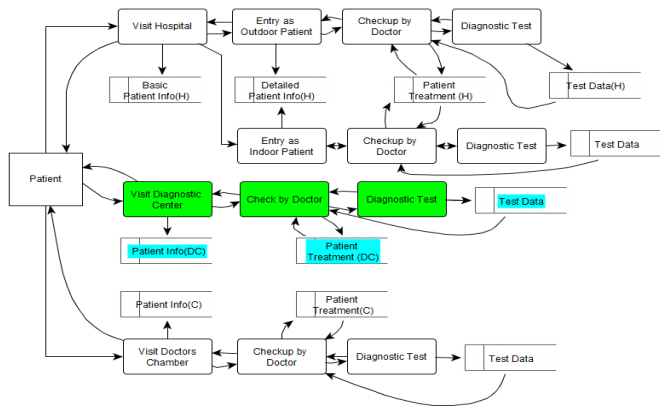 Visit Hospital
Entry as
Outdoor Patient
Checkup by
Doctor
Diagnostic Test
Basic
Patient Info(H)
Detailed
Patient Info(H)
Patient
Treatment (H)
Test Data(H)
Entry as
Indoor Patient
Checkup by
Doctor
Diagnostic Test
Test Data
Patient
Visit Diagnostic
Center
Check by Doctor
Diagnostic Test
Test Data
Patient Info(DC)
Patient
Treatment (DC)
Patient Info(C)
Patient
Treatment(C)
Visit Doctors
Chamber
Checkup by
Doctor
Diagnostic Test
Test Data